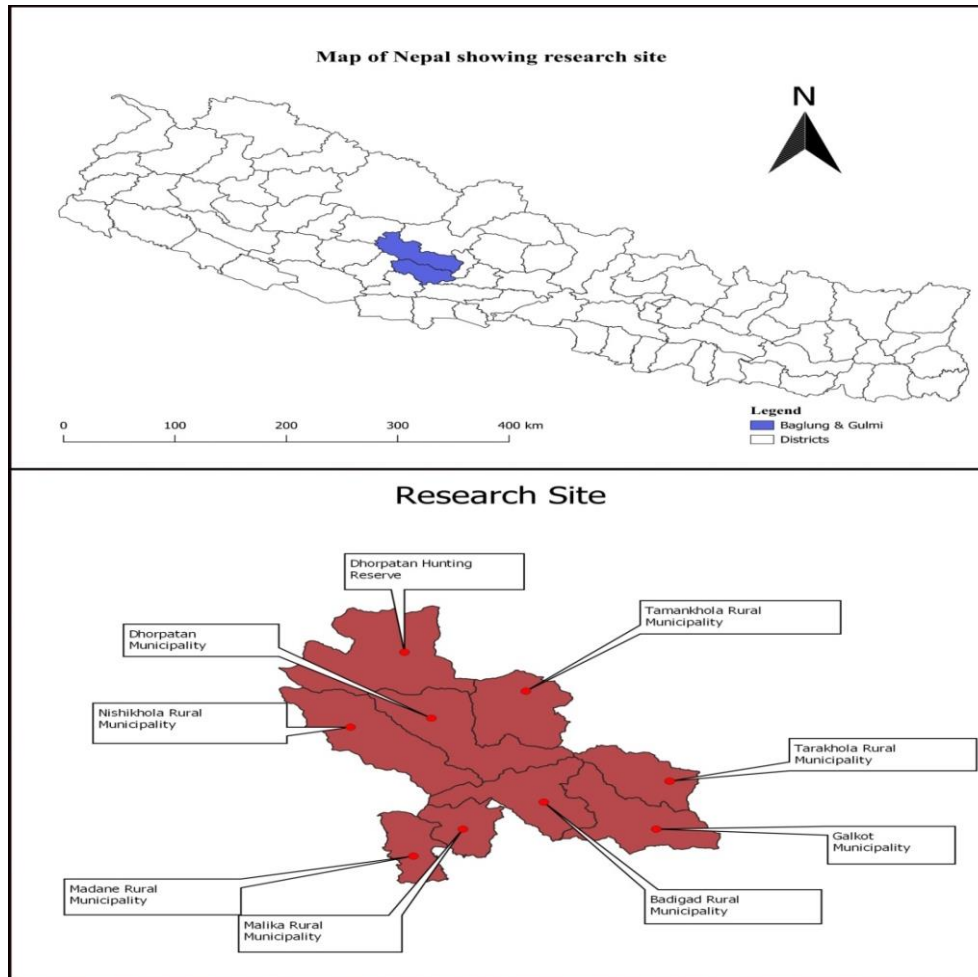 Map of Nepal showing research site
N
0 100 200 300 400 km
Legend
Baglung & Gulmi
Districts
Research Site
Dhorpatan Hunting
Reserve
Tamankhola Rural
Municipality
Dhorpatan
Municipality
Nishikhola Rural
Municipality
Tarakhola Rural
Municipality
Galkot
Municipality
Madane Rural
Municipality
Badigad Rural
Municipality
Malika Rural
Municipality